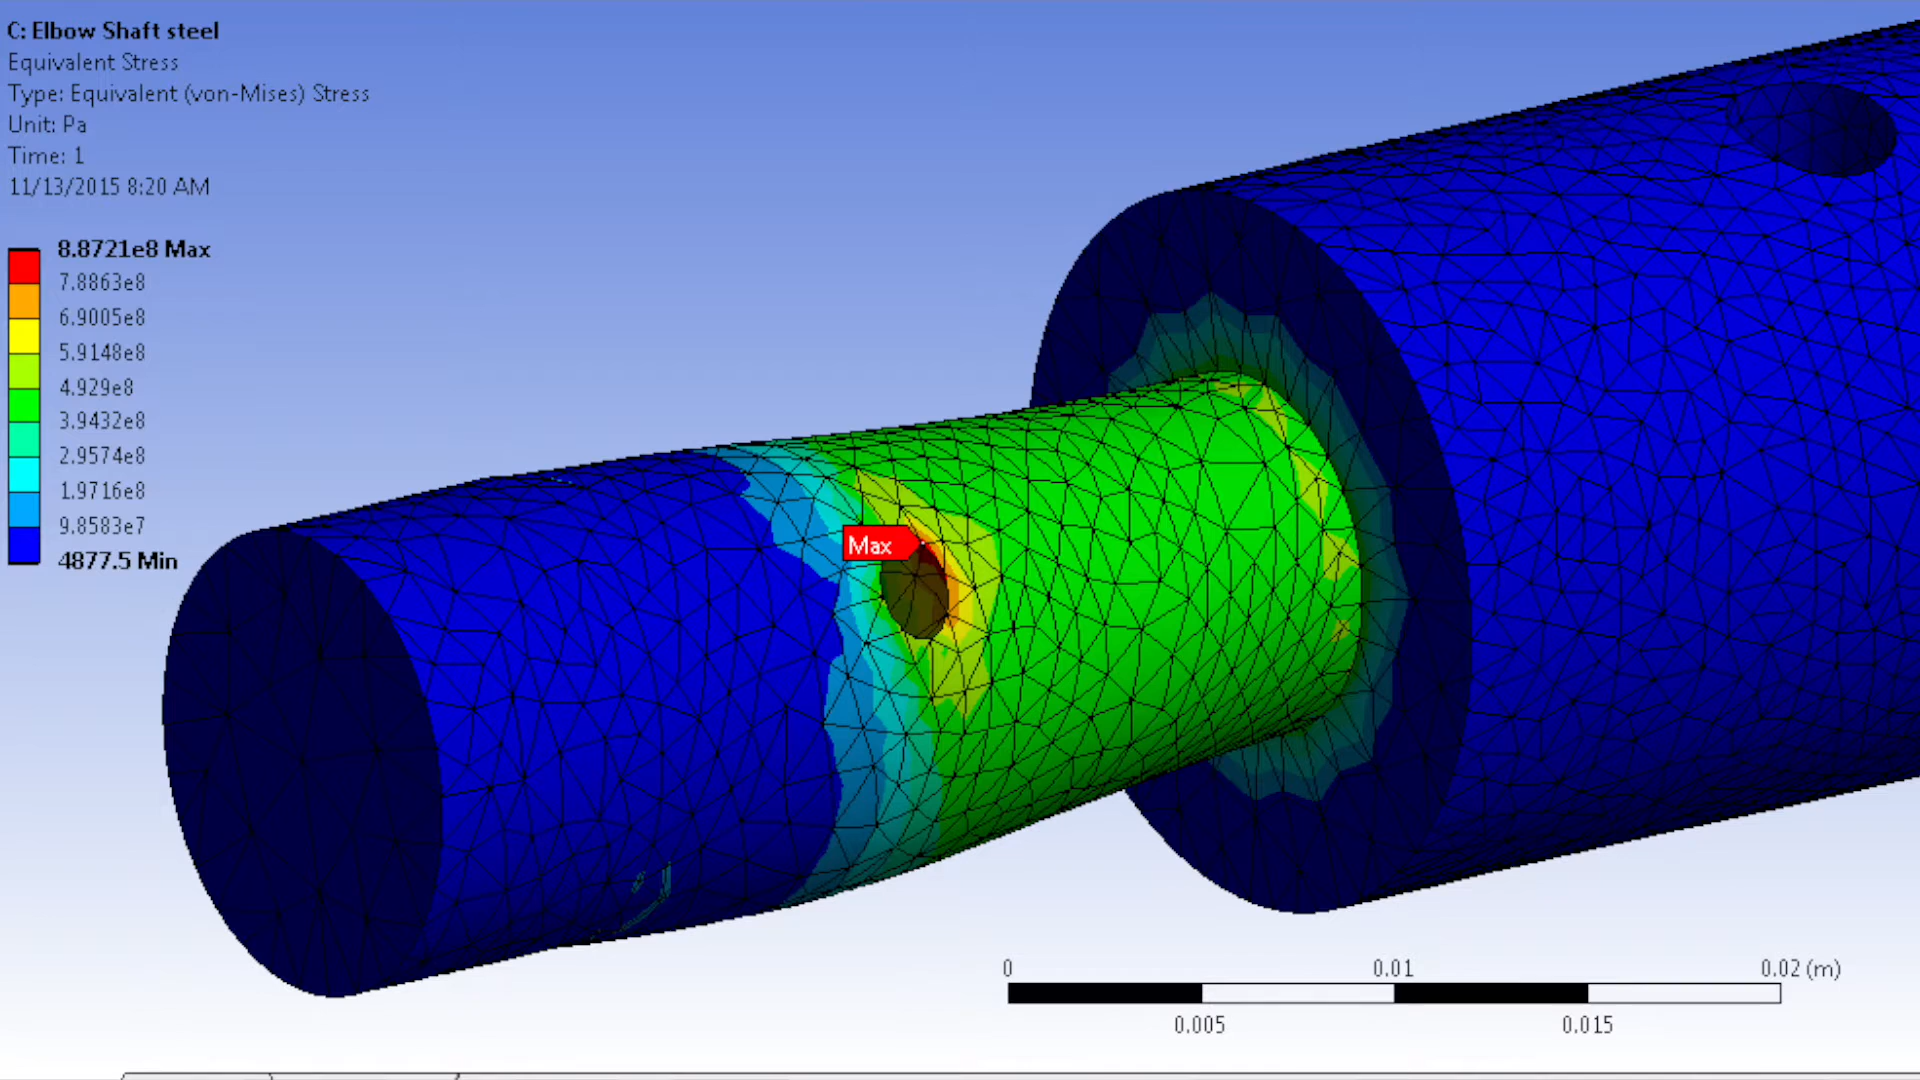 C: Elbow Shaft steel
Equivalent Stress
Type: Equivalent (von-Mises) Stress
Unit: Pa
Time: 1
11/13/2015 8:20 AM
8.8721e8 Max
7.8863e8
6.9005e8
5.9148e8
4.929e8
3.9432e8
2.9574e8
1.9716e8
9.8583e7
4877.5 Min
Max
0 0.01 0.02 (m)
0.005 0.015